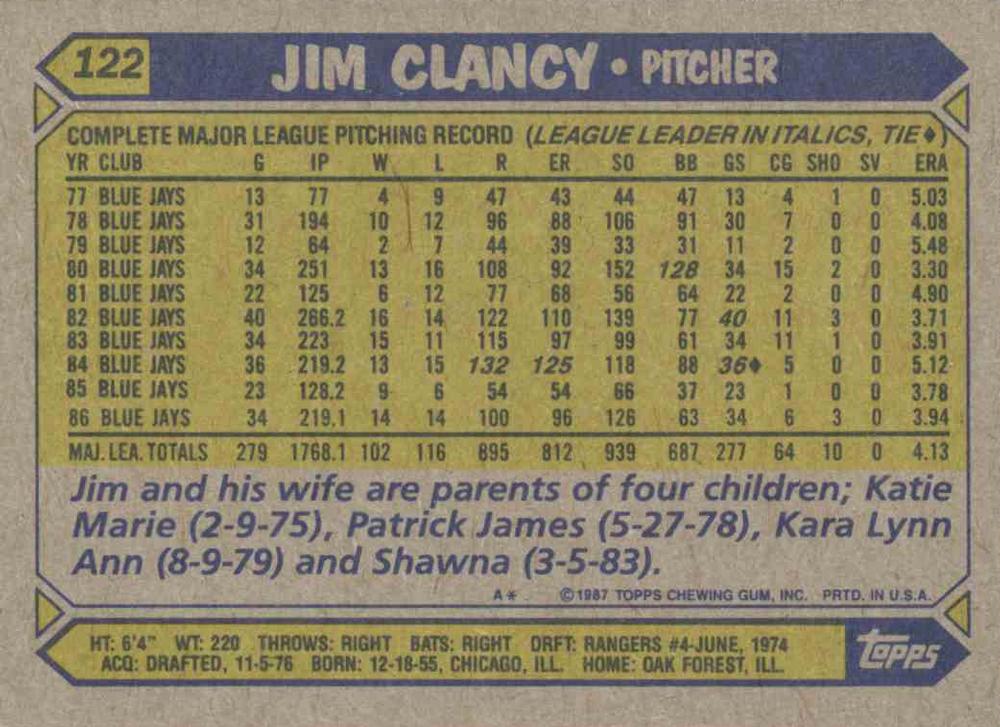 122 JIM CLANCY • PITCHER
COMPLETE MAJOR LEAGUE PITCHING RECORD (LEAGUE LEADER IN ITALICS, TIE♦)
YR CLUB G IP W L R ER SO BB GS CG SHO SV ERA
77 BLUE JAYS 13 77 4 9 47 43 44 47 13 4 1 0 5.03
78 BLUE JAYS 31 194 10 12 96 88 106 91 30 7 0 0 4.08
79 BLUE JAYS 12 64 2 7 44 39 33 31 11 2 0 0 5.48
80 BLUE JAYS 34 251 13 16 108 92 152 128 34 15 2 0 3.30
81 BLUE JAYS 22 125 6 12 77 68 56 64 22 2 0 0 4.90
82 BLUE JAYS 40 266.2 16 14 122 110 139 77 40 11 3 0 3.71
83 BLUE JAYS 34 223 15 11 115 97 99 61 34 11 1 0 3.91
84 BLUE JAYS 36 219.2 13 15 132 125 118 88 36♦ 5 0 0 5.12
85 BLUE JAYS 23 128.2 9 6 54 54 66 37 23 1 0 0 3.78
86 BLUE JAYS 34 219.1 14 14 100 96 126 63 34 6 3 0 3.94
MAJ. LEA. TOTALS 279 1768.1 102 116 895 812 939 687 277 64 10 0 4.13
Jim and his wife are parents of four children; Katie
Marie (2-9-75), Patrick James (5-27-78), Kara Lynn
Ann (8-9-79) and Shawna (3-5-83).
A* ©1987 TOPPS CHEWING GUM, INC. PRTD. IN U.S.A.
HT: 6'4" WT: 220 THROWS: RIGHT BATS: RIGHT DRFT: RANGERS #4-JUNE, 1974
ACQ: DRAFTED, 11-5-76 BORN: 12-18-55, CHICAGO, ILL. HOME: OAK FOREST, ILL.
Topps